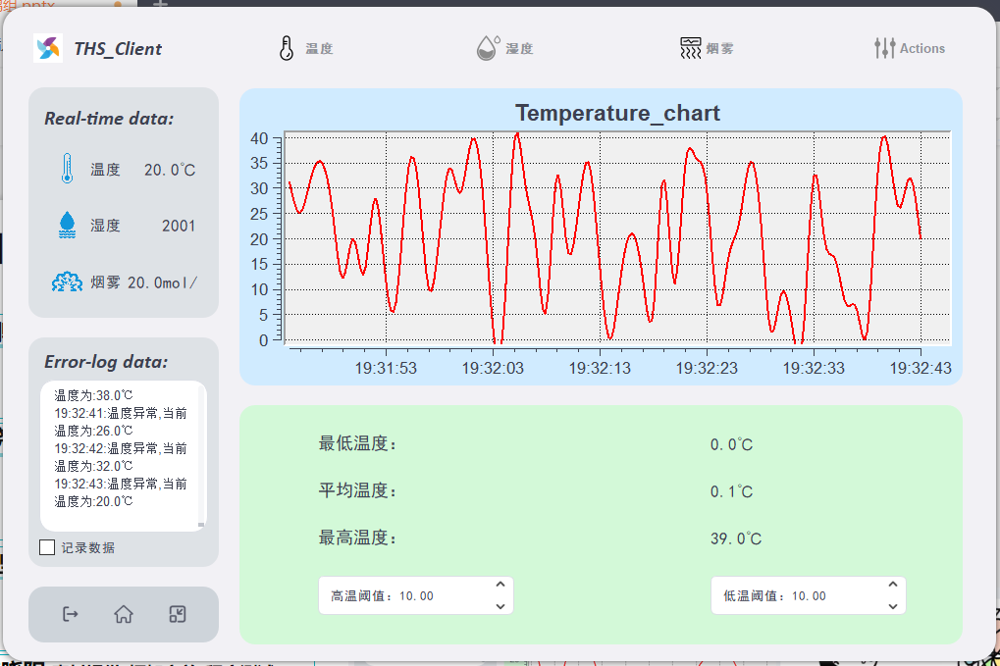 THS_Client
温度
湿度
烟雾
Actions
Real-time data:
温度 20.0℃
湿度 2001
烟雾 20.0mol/
Error-log data:
温度为:38.0℃
19:32:41:温度异常,当前
温度为:26.0℃
19:32:42:温度异常,当前
温度为:32.0℃
19:32:43:温度异常,当前
温度为:20.0℃
记录数据
Temperature_chart
40
35
30
25
20
15
10
5
0
19:31:53 19:32:03 19:32:13 19:32:23 19:32:33 19:32:43
最低温度: 0.0℃
平均温度: 0.1℃
最高温度: 39.0℃
高温阈值: 10.00
低温阈值: 10.00